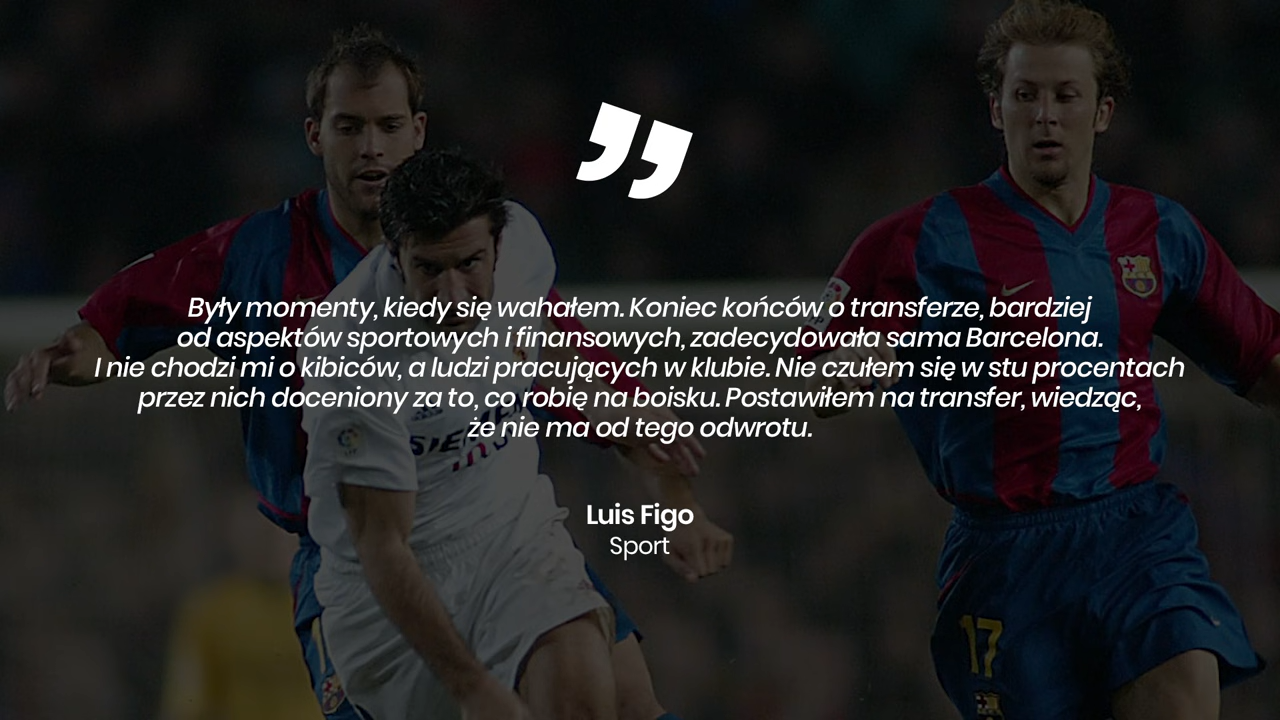 Były momenty, kiedy się wahałem. Koniec końców o transferze, bardziej
od aspektów sportowych i finansowych, zadecydowała sama Barcelona.
I nie chodzi mi o kibiców, a ludzi pracujących w klubie. Nie czułem się w stu procentach
przez nich doceniony za to, co robię na boisku. Postawiłem na transfer, wiedząc,
że nie ma od tego odwrotu.
Luis Figo
Sport
17